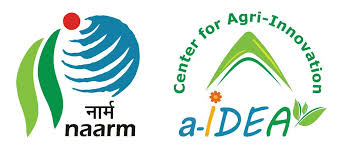 नार्म
naarm
Center for Agri-Innovation
a-IDEA